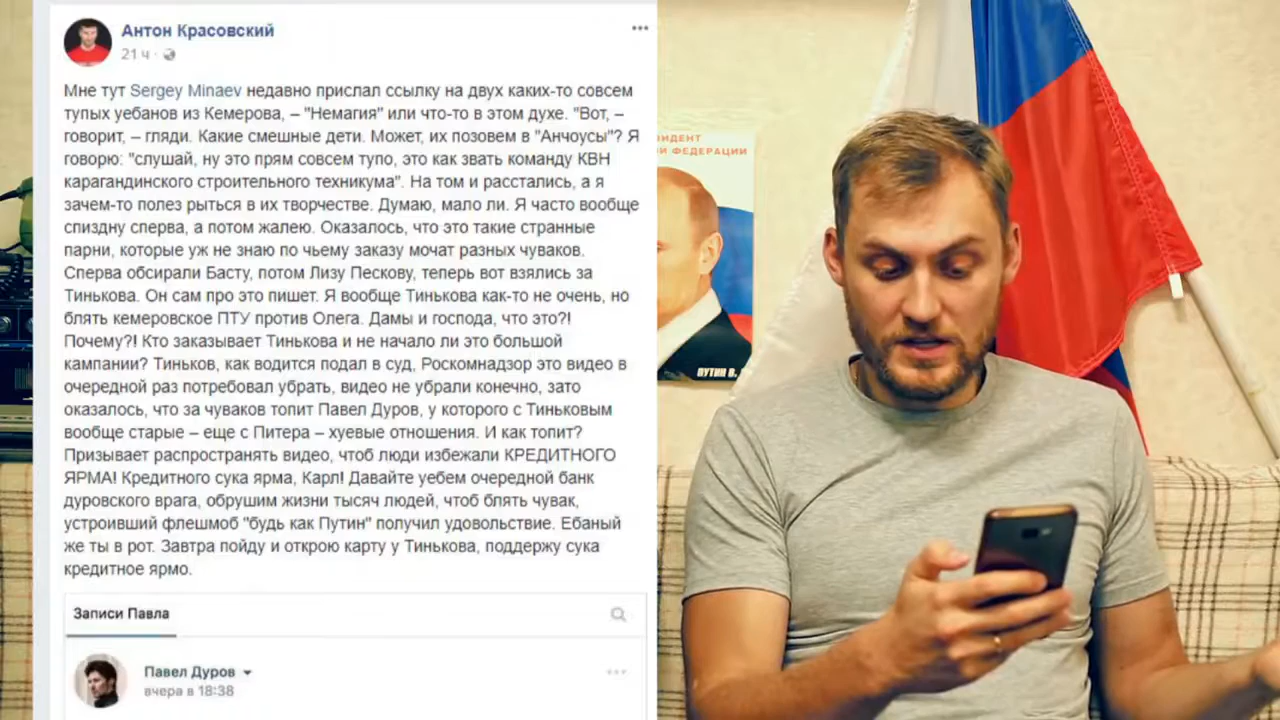 Антон Красовский
21 ч
Мне тут Sergey Minaev недавно прислал ссылку на двух каких-то совсем
тупых уебанов из Кемерова, – "Немагия" или что-то в этом духе. "Вот, –
говорит, – гляди. Какие смешные дети. Может, их позовем в "Анчоусы"? Я
говорю: "слушай, ну это прям совсем тупо, это как звать команду КВН
карагандинского строительного техникума". На том и расстались, а я
зачем-то полез рыться в их творчестве. Думаю, мало ли. Я часто вообще
спиздну сперва, а потом жалею. Оказалось, что это такие странные
парни, которые уж не знаю по чьему заказу мочат разных чуваков.
Сперва обсирали Басту, потом Лизу Пескову, теперь вот взялись за
Тинькова. Он сам про это пишет. Я вообще Тинькова как-то не очень, но
блять кемеровское ПТУ против Олега. Дамы и господа, что это?!
Почему?! Кто заказывает Тинькова и не начало ли это большой
кампании? Тиньков, как водится подал в суд, Роскомнадзор это видео в
очередной раз потребовал убрать, видео не убрали конечно, зато
оказалось, что за чуваков топит Павел Дуров, у которого с Тиньковым
вообще старые – еще с Питера – хуевые отношения. И как топит?
Призывает распространять видео, чтоб люди избежали КРЕДИТНОГО
ЯРМА! Кредитного сука ярма, Карл! Давайте уебем очередной банк
дуровского врага, обрушим жизни тысяч людей, чтоб блять чувак,
устроивший флешмоб "будь как Путин" получил удовольствие. Ебаный
же ты в рот. Завтра пойду и открою карту у Тинькова, поддержу сука
кредитное ярмо.
Записи Павла
Павел Дуров
вчера в 18:38
ИДЕНТ
Й ФЕДЕРАЦИИ
ПУТИН В.